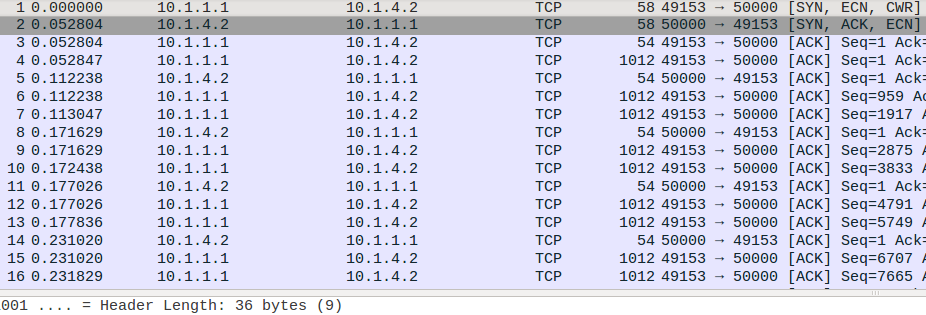 1 0.000000 10.1.1.1 10.1.4.2 TCP 58 49153 → 50000 [SYN, ECN, CWR]
2 0.052804 10.1.4.2 10.1.1.1 TCP 58 50000 → 49153 [SYN, ACK, ECN]
3 0.052804 10.1.1.1 10.1.4.2 TCP 54 49153 → 50000 [ACK] Seq=1 Ack=
4 0.052847 10.1.1.1 10.1.4.2 TCP 1012 49153 → 50000 [ACK] Seq=1 Ack=
5 0.112238 10.1.4.2 10.1.1.1 TCP 54 50000 → 49153 [ACK] Seq=1 Ack=
6 0.112238 10.1.1.1 10.1.4.2 TCP 1012 49153 → 50000 [ACK] Seq=959 Ac
7 0.113047 10.1.1.1 10.1.4.2 TCP 1012 49153 → 50000 [ACK] Seq=1917 A
8 0.171629 10.1.4.2 10.1.1.1 TCP 54 50000 → 49153 [ACK] Seq=1 Ack=
9 0.171629 10.1.1.1 10.1.4.2 TCP 1012 49153 → 50000 [ACK] Seq=2875 A
10 0.172438 10.1.1.1 10.1.4.2 TCP 1012 49153 → 50000 [ACK] Seq=3833 A
11 0.177026 10.1.4.2 10.1.1.1 TCP 54 50000 → 49153 [ACK] Seq=1 Ack=
12 0.177026 10.1.1.1 10.1.4.2 TCP 1012 49153 → 50000 [ACK] Seq=4791 A
13 0.177836 10.1.1.1 10.1.4.2 TCP 1012 49153 → 50000 [ACK] Seq=5749 A
14 0.231020 10.1.4.2 10.1.1.1 TCP 54 50000 → 49153 [ACK] Seq=1 Ack=
15 0.231020 10.1.1.1 10.1.4.2 TCP 1012 49153 → 50000 [ACK] Seq=6707 A
16 0.231829 10.1.1.1 10.1.4.2 TCP 1012 49153 → 50000 [ACK] Seq=7665 A
1001 .... = Header Length: 36 bytes (9)